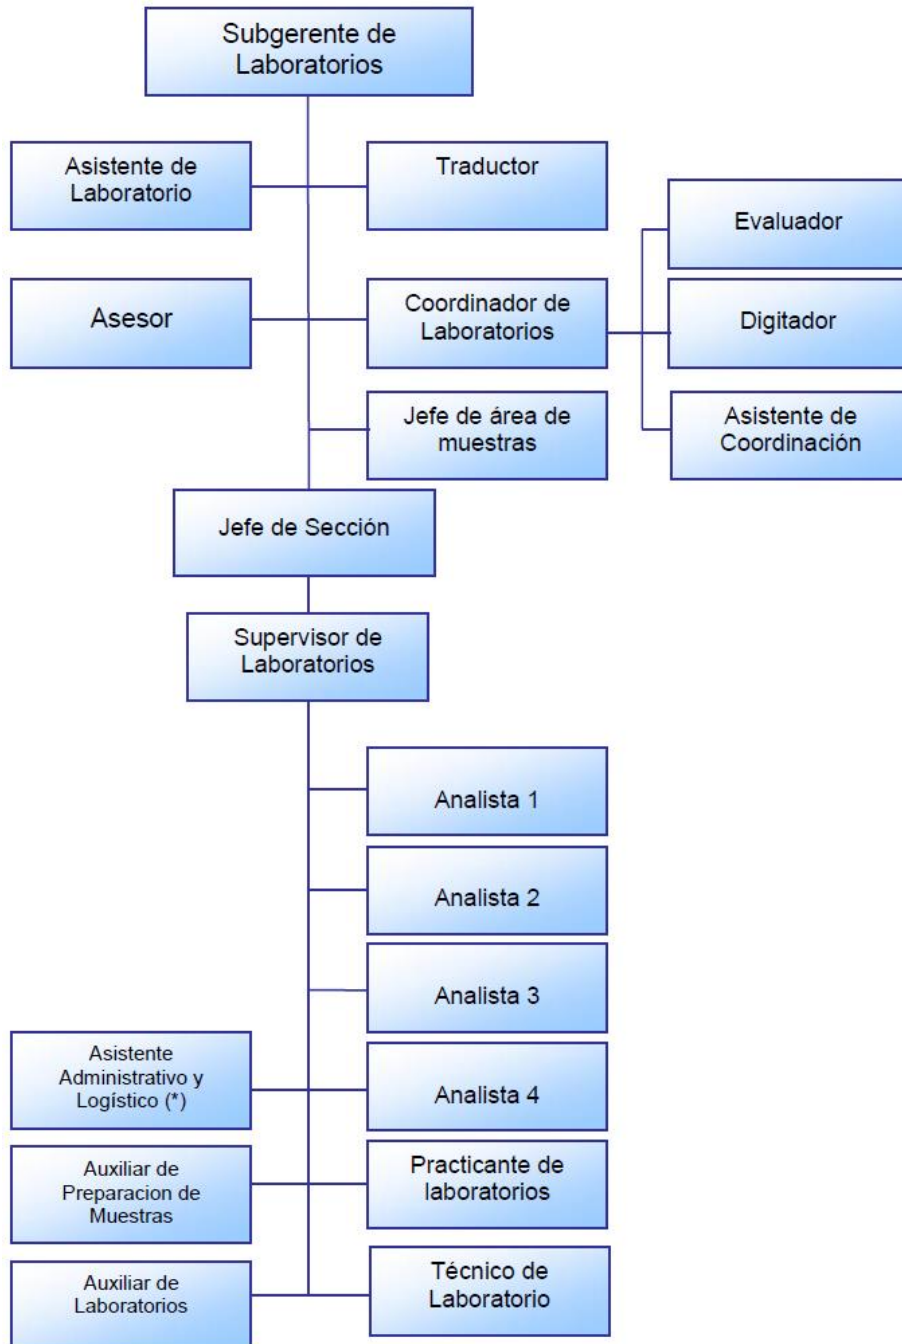 Subgerente de
Laboratorios
Asistente de
Laboratorio
Traductor
Evaluador
Asesor
Coordinador de
Laboratorios
Digitador
Jefe de área de
muestras
Asistente de
Coordinación
Jefe de Sección
Supervisor de
Laboratorios
Analista 1
Analista 2
Analista 3
Asistente
Administrativo y
Logístico (*)
Analista 4
Auxiliar de
Preparacion de
Muestras
Practicante de
laboratorios
Auxiliar de
Laboratorios
Técnico de
Laboratorio